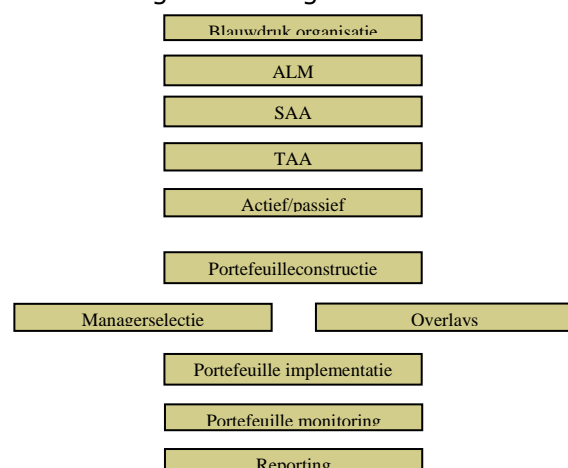 Blauwdruk organisatie
ALM
SAA
TAA
Actief/passief
Portefeuilleconstructie
Managerselectie
Overlays
Portefeuille implementatie
Portefeuille monitoring
Reporting